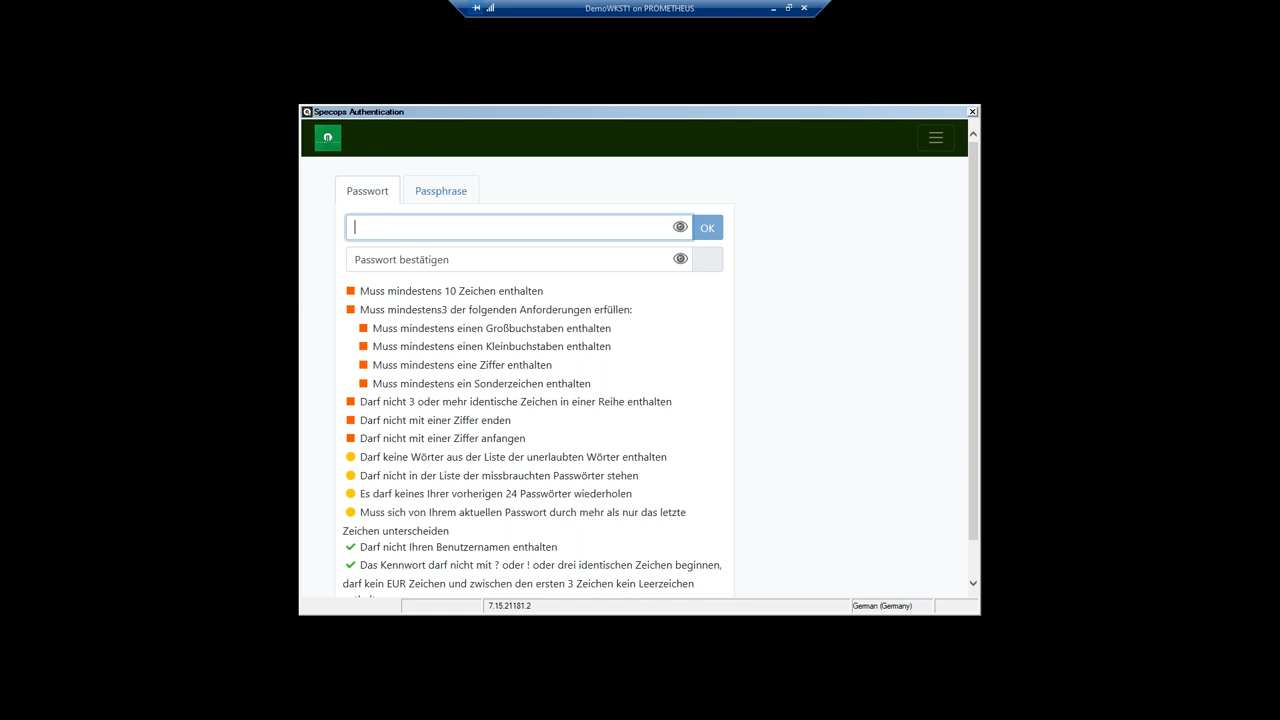 DemoWKST1 on PROMETHEUS
Specops Authentication
Passwort Passphrase
OK
Passwort bestätigen
Muss mindestens 10 Zeichen enthalten
Muss mindestens3 der folgenden Anforderungen erfüllen:
Muss mindestens einen Großbuchstaben enthalten
Muss mindestens einen Kleinbuchstaben enthalten
Muss mindestens eine Ziffer enthalten
Muss mindestens ein Sonderzeichen enthalten
Darf nicht 3 oder mehr identische Zeichen in einer Reihe enthalten
Darf nicht mit einer Ziffer enden
Darf nicht mit einer Ziffer anfangen
Darf keine Wörter aus der Liste der unerlaubten Wörter enthalten
Darf nicht in der Liste der missbrauchten Passwörter stehen
Es darf keines Ihrer vorherigen 24 Passwörter wiederholen
Muss sich von Ihrem aktuellen Passwort durch mehr als nur das letzte
Zeichen unterscheiden
Darf nicht Ihren Benutzernamen enthalten
Das Kennwort darf nicht mit ? oder ! oder drei identischen Zeichen beginnen,
darf kein EUR Zeichen und zwischen den ersten 3 Zeichen kein Leerzeichen
7.15.21181.2
German (Germany)